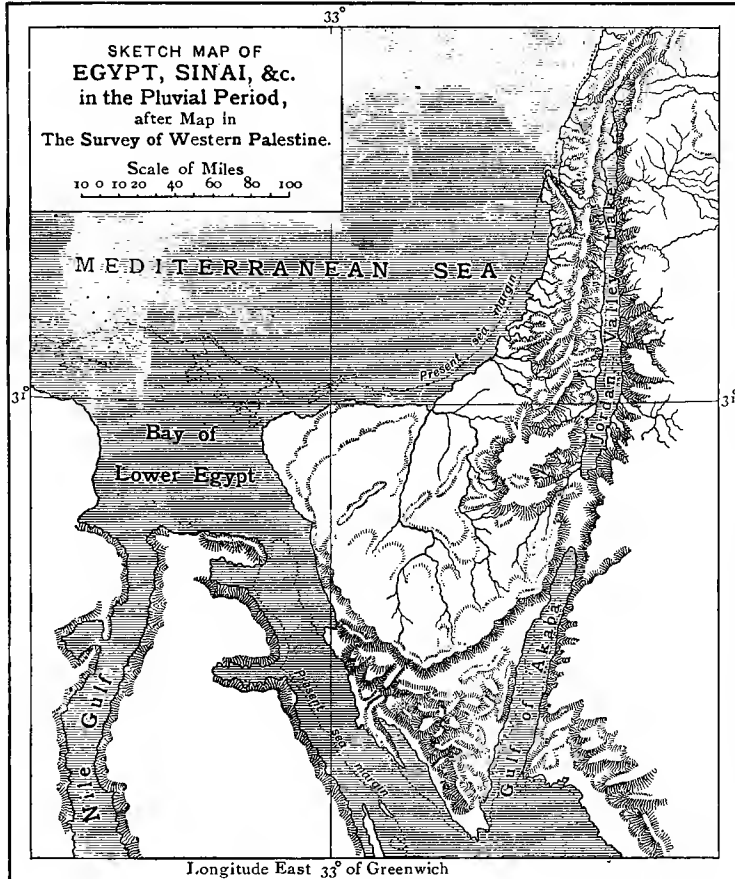 33°
SKETCH MAP OF
EGYPT, SINAI, &c.
in the Pluvial Period,
after Map in
The Survey of Western Palestine.
Scale of Miles
10 0 10 20 40 60 80 100
MEDITERRANEAN SEA
Present sea margin
Jordan Valley Lake
31°
31°
Bay of
Lower Egypt
Nile Gulf
Present sea margin
Gulf of Akaba
Longitude East 33° of Greenwich